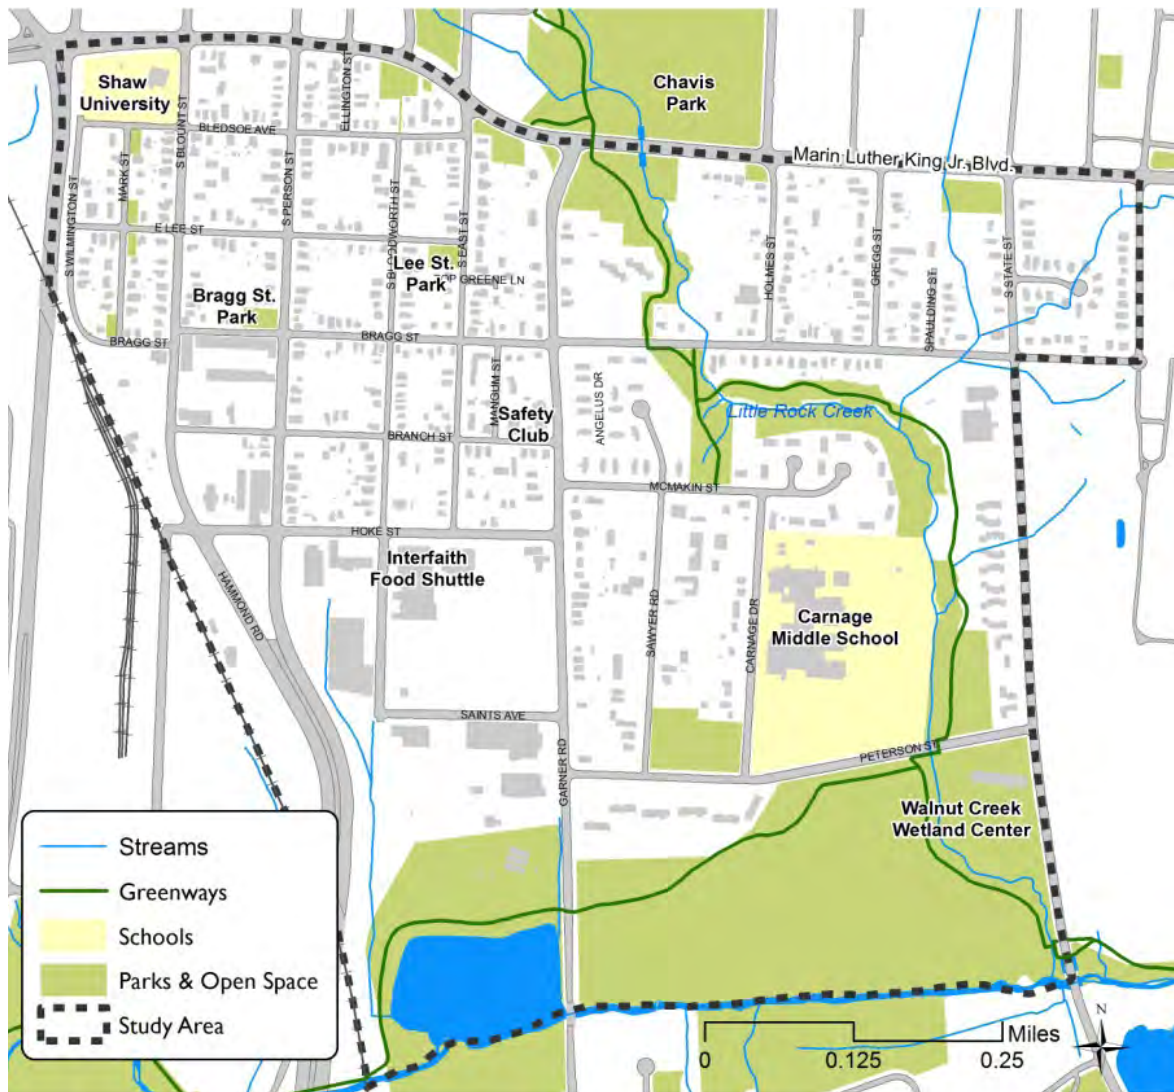 Shaw
University
Chavis
Park
ELLINGTON ST
S BLOUNT ST
BLEDSOE AVE
Marin Luther King Jr. Blvd.
MARK ST
S PERSON ST
S WILMINGTON ST
E LEE ST
S BLOODWORTH ST
S EAST ST
Lee St.
Park
OP GREENE LN
HOLMES ST
GREGG ST
SPAULDING ST
S STATE ST
Bragg St.
Park
BRAGG ST
BRAGG ST
MANGUM ST
ANGELUS DR
Safety
Club
Little Rock Creek
BRANCH ST
MCMAKIN ST
HOKE ST
Interfaith
Food Shuttle
HAMMOND RD
SAWYER RD
CARNAGE DR
Carnage
Middle School
SAINTS AVE
GARNER RD
PETERSON ST
Walnut Creek
Wetland Center
Streams
Greenways
Schools
Parks & Open Space
Study Area
Miles
0 0.125 0.25
N